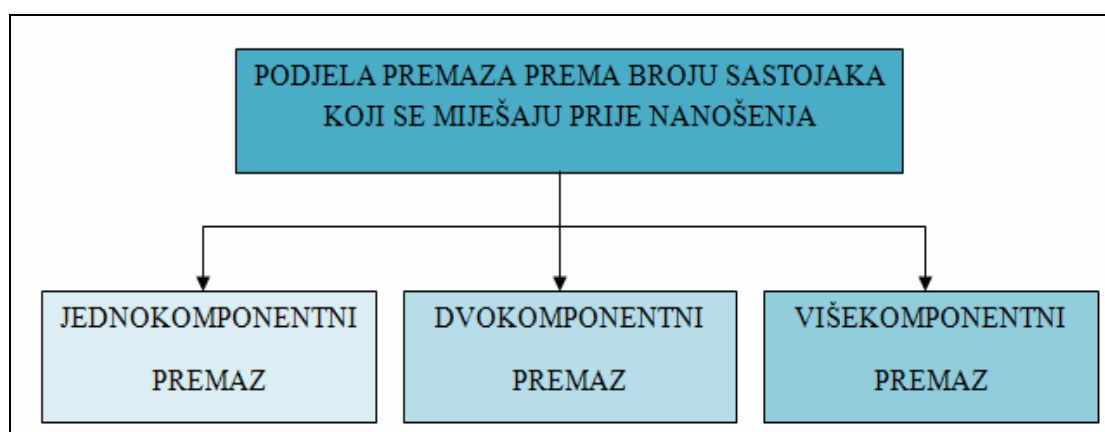 PODJELA PREMAZA PREMA BROJU SASTOJAKA
KOJI SE MIJEŠAJU PRIJE NANOŠENJA
JEDNOKOMPONENTNI
PREMAZ
DVOKOMPONENTNI
PREMAZ
VIŠEKOMPONENTNI
PREMAZ